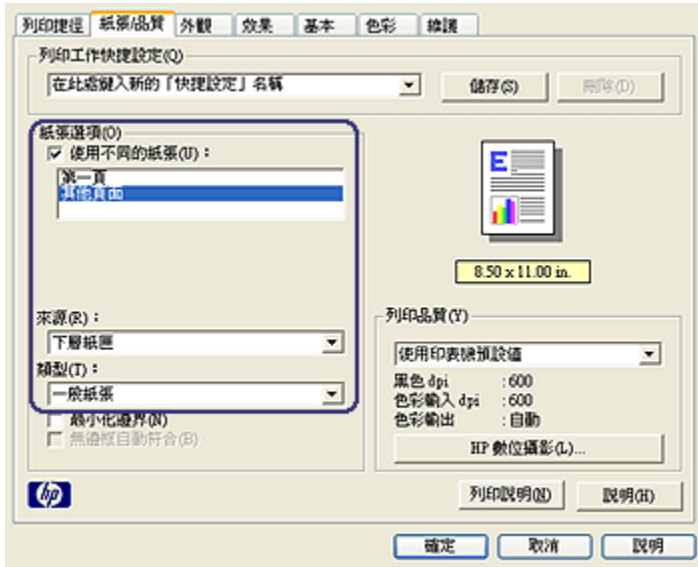 列印捷徑 紙張/品質 外觀 效果 基本 色彩 維護
列印工作快捷設定(Q)
在此處鍵入新的「快捷設定」名稱
儲存(S) 刪除(D)
紙張選項(O)
使用不同的紙張(U)：
第一頁
其他頁面
E
8.50 x 11.00 in.
來源(R)：
下層紙匣
類型(T)：
一般紙張
最小化邊界(N)
無邊框自動符合(B)
列印品質(Y)
使用印表機預設值
黑色 dpi :600
色彩輸入 dpi :600
色彩輸出 :自動
HP 數位攝影(L)...
hp
列印說明(N) 說明(H)
確定 取消 說明